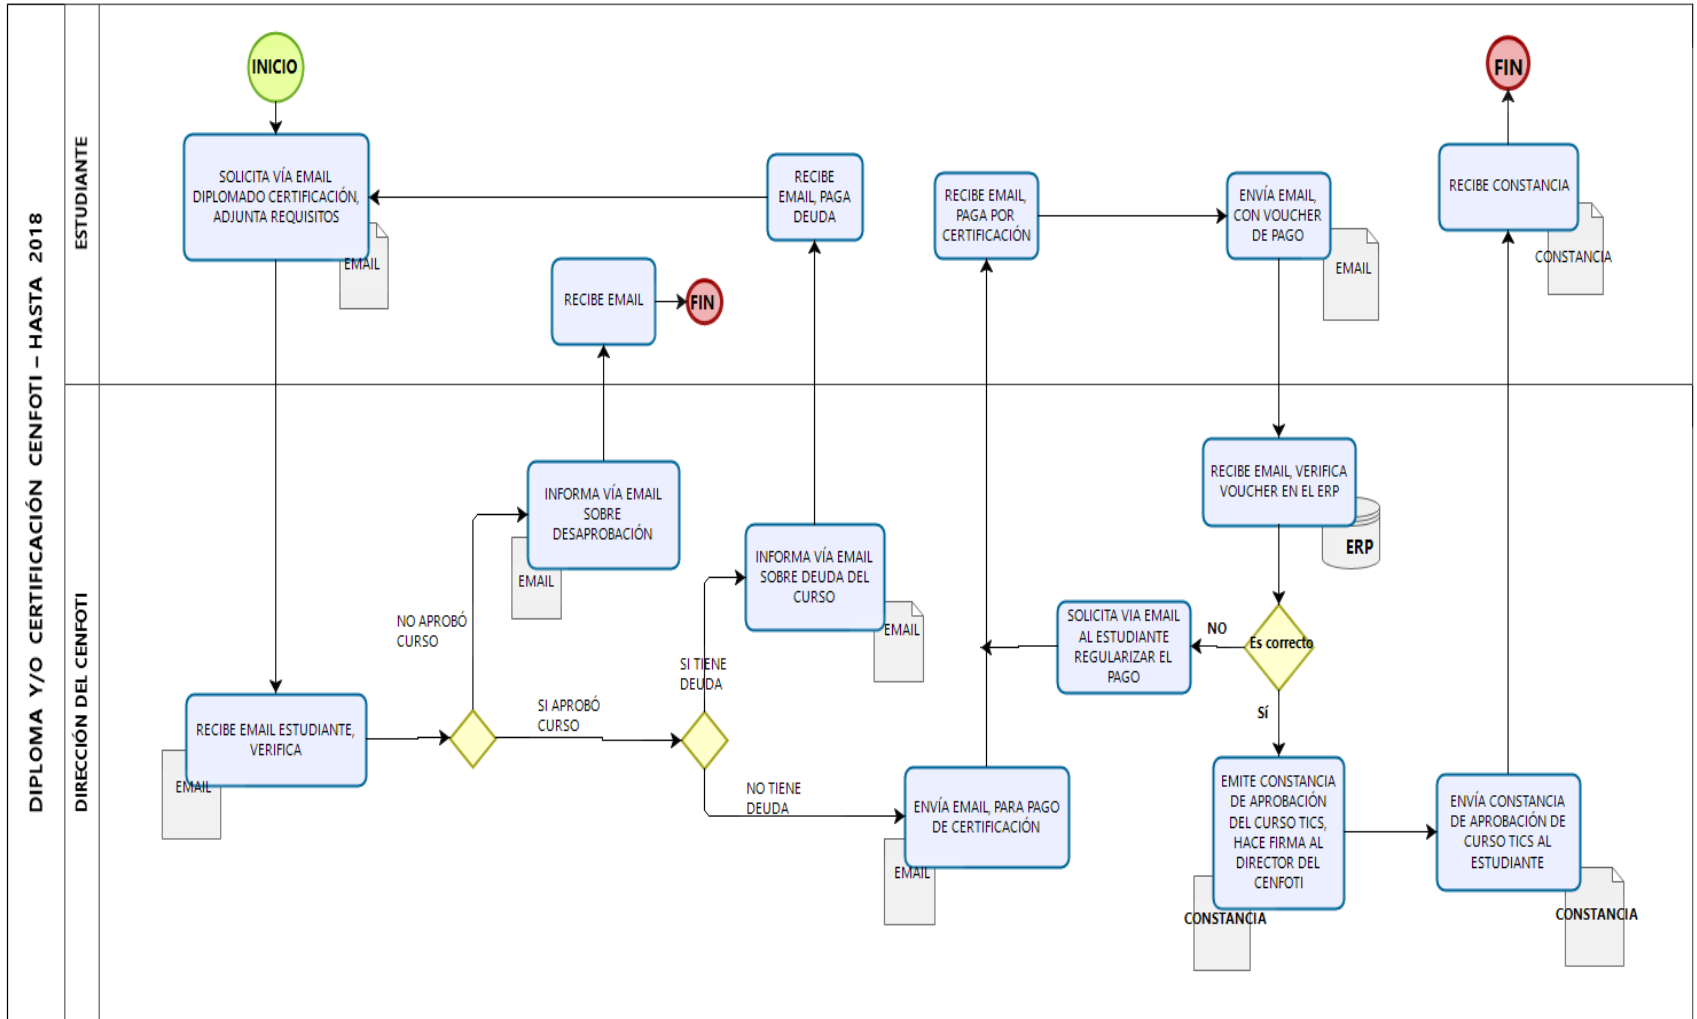 DIPLOMA Y/O CERTIFICACIÓN CENFOTI – HASTA 2018
ESTUDIANTE
INICIO
SOLICITA VÍA EMAIL
DIPLOMADO CERTIFICACIÓN,
ADJUNTA REQUISITOS
EMAIL
RECIBE EMAIL
FIN
RECIBE
EMAIL, PAGA
DEUDA
RECIBE EMAIL,
PAGA POR
CERTIFICACIÓN
ENVÍA EMAIL,
CON VOUCHER
DE PAGO
EMAIL
FIN
RECIBE CONSTANCIA
CONSTANCIA
DIRECCIÓN DEL CENFOTI
RECIBE EMAIL ESTUDIANTE,
VERIFICA
EMAIL
NO APROBÓ
CURSO
INFORMA VÍA EMAIL
SOBRE
DESAPROBACIÓN
EMAIL
SI APROBÓ
CURSO
SI TIENE
DEUDA
INFORMA VÍA EMAIL
SOBRE DEUDA DEL
CURSO
EMAIL
NO TIENE
DEUDA
ENVÍA EMAIL, PARA PAGO
DE CERTIFICACIÓN
EMAIL
RECIBE EMAIL, VERIFICA
VOUCHER EN EL ERP
ERP
Es correcto
NO
SOLICITA VIA EMAIL
AL ESTUDIANTE
REGULARIZAR EL
PAGO
Sí
EMITE CONSTANCIA
DE APROBACIÓN
DEL CURSO TICS,
HACE FIRMA AL
DIRECTOR DEL
CENFOTI
CONSTANCIA
ENVÍA CONSTANCIA
DE APROBACIÓN DE
CURSO TICS AL
ESTUDIANTE
CONSTANCIA